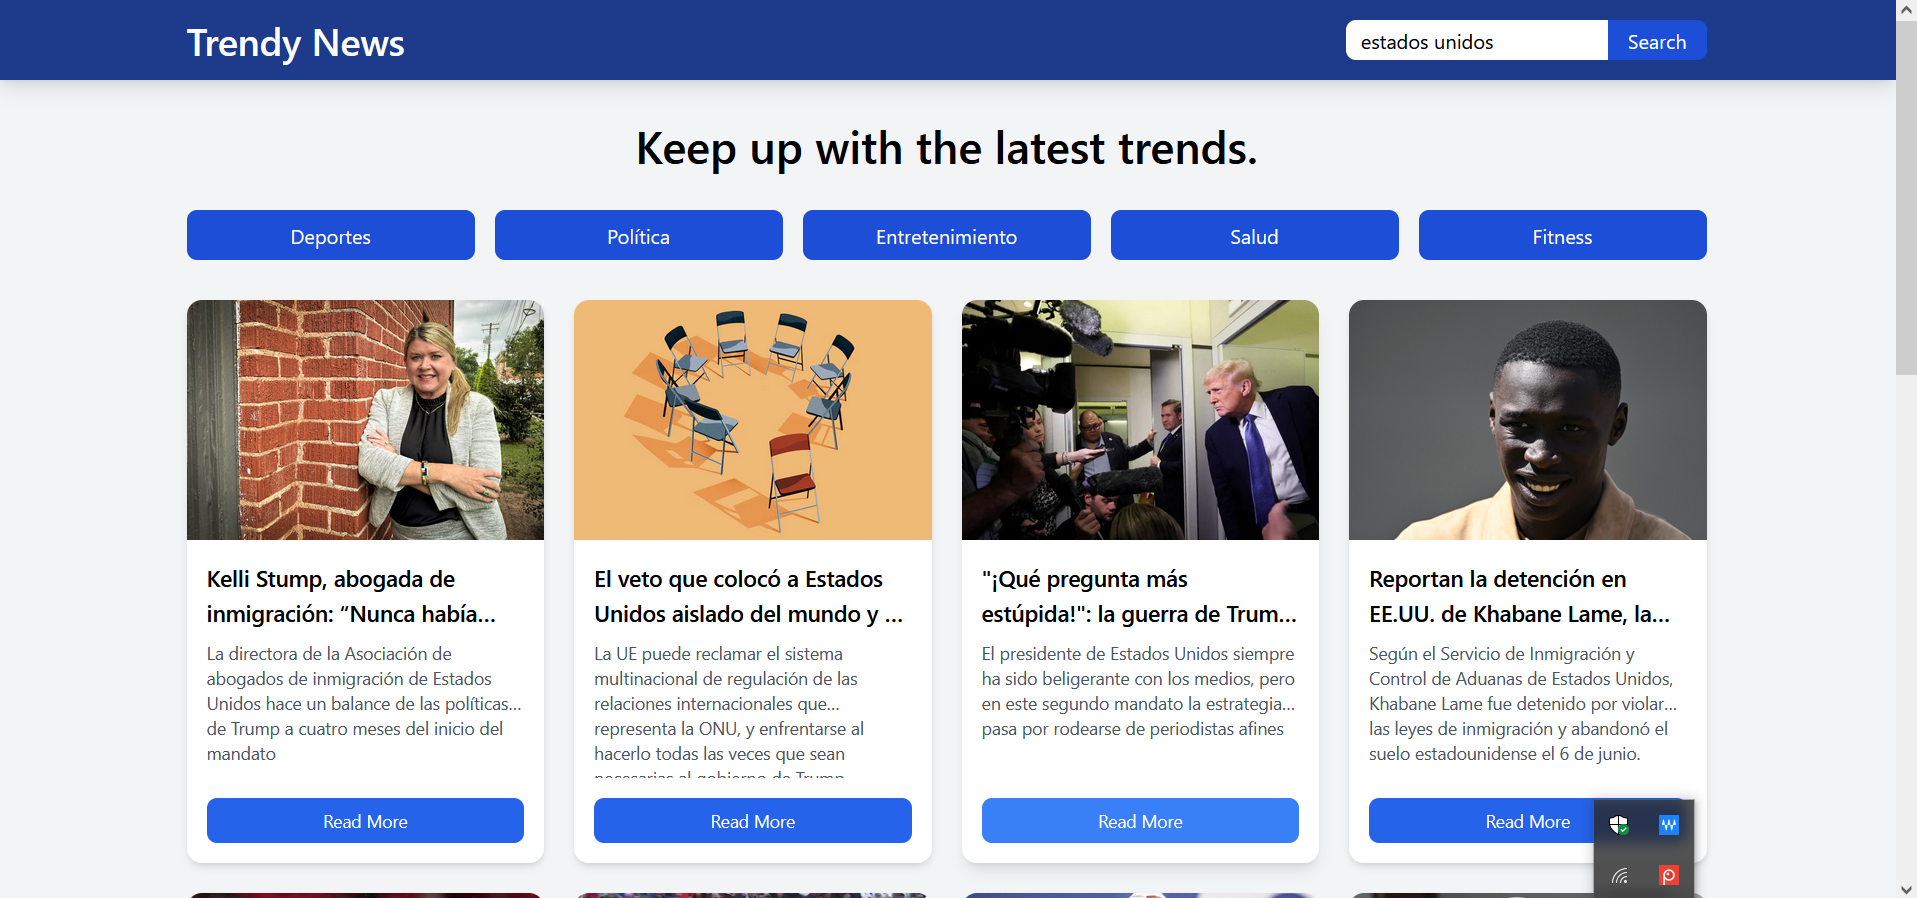 Trendy News
estados unidos
Search
Keep up with the latest trends.
Deportes
Política
Entretenimiento
Salud
Fitness
Kelli Stump, abogada de
inmigración: “Nunca había...
La directora de la Asociación de
abogados de inmigración de Estados
Unidos hace un balance de las políticas...
de Trump a cuatro meses del inicio del
mandato
Read More
El veto que colocó a Estados
Unidos aislado del mundo y ...
La UE puede reclamar el sistema
multinacional de regulación de las
relaciones internacionales que...
representa la ONU, y enfrentarse al
hacerlo todas las veces que sean
necesarias al gobierno de Trump
Read More
"¡Qué pregunta más
estúpida!": la guerra de Trum...
El presidente de Estados Unidos siempre
ha sido beligerante con los medios, pero
en este segundo mandato la estrategia...
pasa por rodearse de periodistas afines
Read More
Reportan la detención en
EE.UU. de Khabane Lame, la...
Según el Servicio de Inmigración y
Control de Aduanas de Estados Unidos,
Khabane Lame fue detenido por violar...
las leyes de inmigración y abandonó el
suelo estadounidense el 6 de junio.
Read More